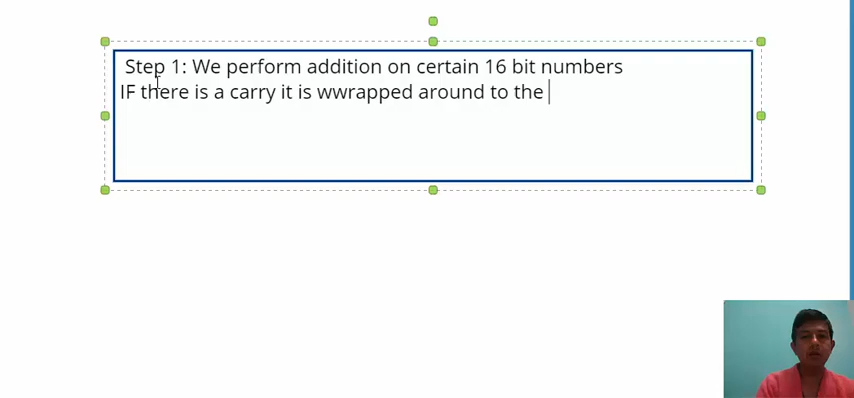 Step 1: We perform addition on certain 16 bit numbers
IF there is a carry it is wwrapped around to the